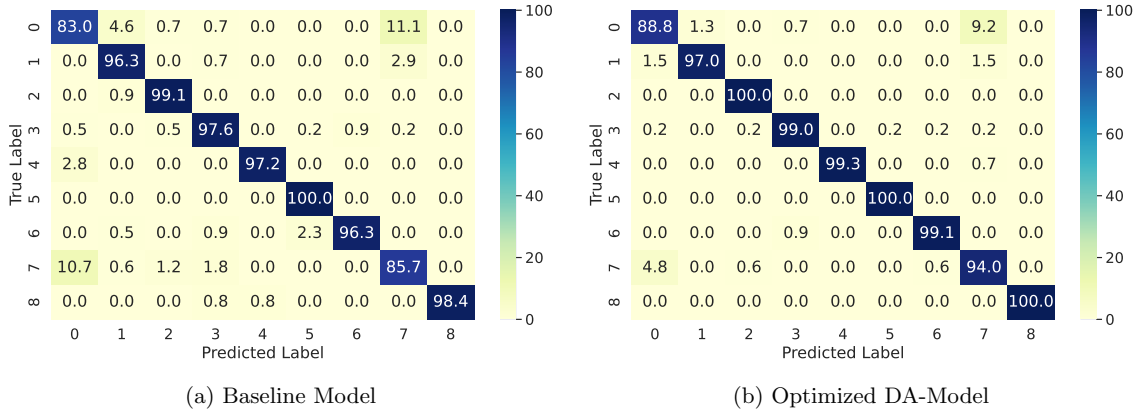 0 83.0 4.6 0.7 0.7 0.0 0.0 0.0 11.1 0.0
1 0.0 96.3 0.0 0.7 0.0 0.0 0.0 2.9 0.0
2 0.0 0.9 99.1 0.0 0.0 0.0 0.0 0.0 0.0
3 0.5 0.0 0.5 97.6 0.0 0.2 0.9 0.2 0.0
4 2.8 0.0 0.0 0.0 97.2 0.0 0.0 0.0 0.0
5 0.0 0.0 0.0 0.0 0.0 100.0 0.0 0.0 0.0
6 0.0 0.5 0.0 0.9 0.0 2.3 96.3 0.0 0.0
7 10.7 0.6 1.2 1.8 0.0 0.0 0.0 85.7 0.0
8 0.0 0.0 0.0 0.8 0.8 0.0 0.0 0.0 98.4
0 1 2 3 4 5 6 7 8
True Label
Predicted Label
100
80
60
40
20
0
(a) Baseline Model
0 88.8 1.3 0.0 0.7 0.0 0.0 0.0 9.2 0.0
1 1.5 97.0 0.0 0.0 0.0 0.0 0.0 1.5 0.0
2 0.0 0.0 100.0 0.0 0.0 0.0 0.0 0.0 0.0
3 0.2 0.0 0.2 99.0 0.0 0.2 0.2 0.2 0.0
4 0.0 0.0 0.0 0.0 99.3 0.0 0.0 0.7 0.0
5 0.0 0.0 0.0 0.0 0.0 100.0 0.0 0.0 0.0
6 0.0 0.0 0.0 0.9 0.0 0.0 99.1 0.0 0.0
7 4.8 0.0 0.6 0.0 0.0 0.0 0.6 94.0 0.0
8 0.0 0.0 0.0 0.0 0.0 0.0 0.0 0.0 100.0
0 1 2 3 4 5 6 7 8
True Label
Predicted Label
100
80
60
40
20
0
(b) Optimized DA-Model